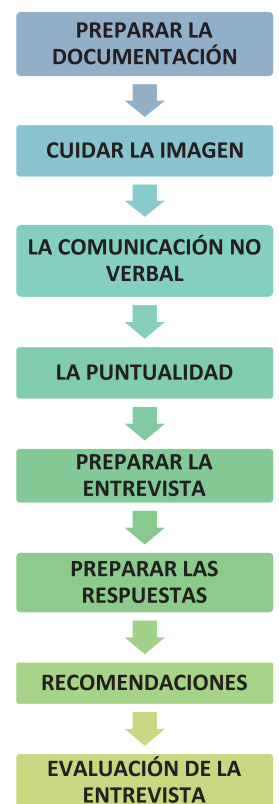 PREPARAR LA
DOCUMENTACIÓN
CUIDAR LA IMAGEN
LA COMUNICACIÓN NO
VERBAL
LA PUNTUALIDAD
PREPARAR LA
ENTREVISTA
PREPARAR LAS
RESPUESTAS
RECOMENDACIONES
EVALUACIÓN DE LA
ENTREVISTA